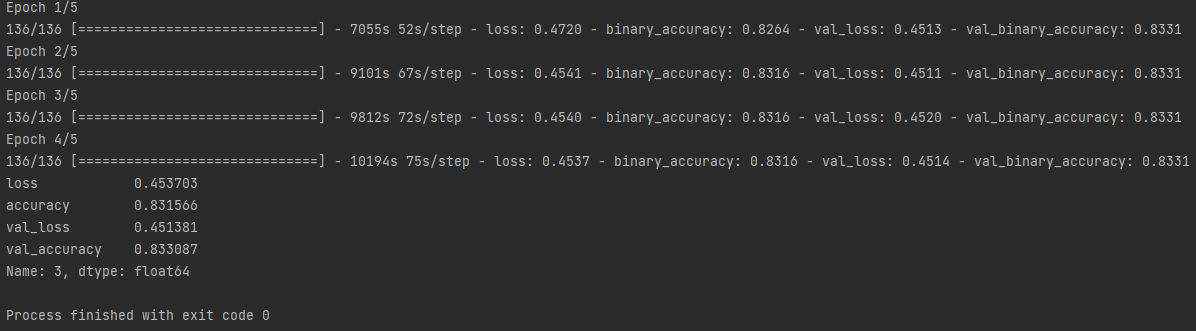 Epoch 1/5
136/136 [==============================] - 7055s 52s/step - loss: 0.4720 - binary_accuracy: 0.8264 - val_loss: 0.4513 - val_binary_accuracy: 0.8331
Epoch 2/5
136/136 [==============================] - 9101s 67s/step - loss: 0.4541 - binary_accuracy: 0.8316 - val_loss: 0.4511 - val_binary_accuracy: 0.8331
Epoch 3/5
136/136 [==============================] - 9812s 72s/step - loss: 0.4540 - binary_accuracy: 0.8316 - val_loss: 0.4520 - val_binary_accuracy: 0.8331
Epoch 4/5
136/136 [==============================] - 10194s 75s/step - loss: 0.4537 - binary_accuracy: 0.8316 - val_loss: 0.4514 - val_binary_accuracy: 0.8331
loss            0.453703
accuracy        0.831566
val_loss        0.451381
val_accuracy    0.833087
Name: 3, dtype: float64
Process finished with exit code 0